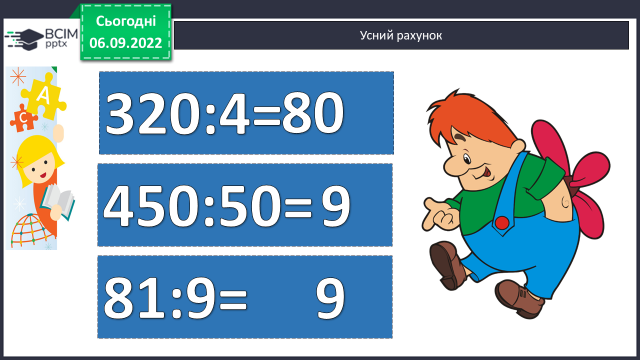 ВСІМ
pptx
Сьогодні
06.09.2022
Усний рахунок
A
C
320:4=80
450:50=9
81:9= 9